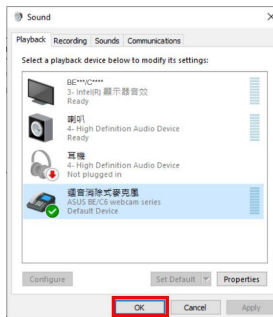 Sound
Playback Recording Sounds Communications
Select a playback device below to modify its settings:
BE***/C****
3- Intel(R) 顯示器音效
Ready
喇叭
4- High Definition Audio Device
Ready
耳機
4- High Definition Audio Device
Not plugged in
迴音消除式麥克風
ASUS BE/C6 webcam series
Default Device
Configure Set Default Properties
OK Cancel Apply